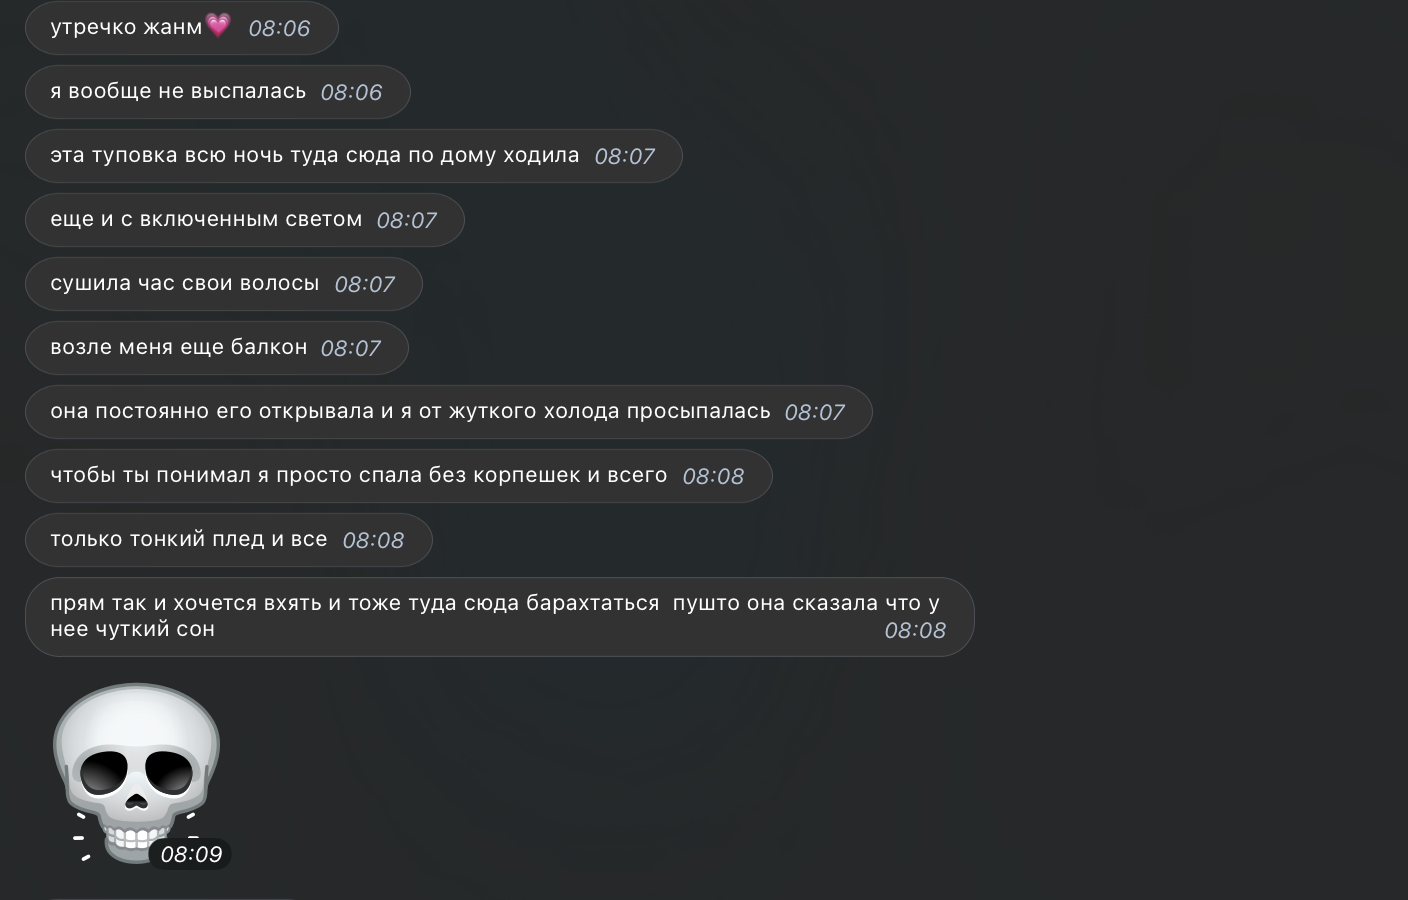 утречко жанм💗 08:06
я вообще не выспалась 08:06
эта туповка всю ночь туда сюда по дому ходила 08:07
еще и с включенным светом 08:07
сушила час свои волосы 08:07
возле меня еще балкон 08:07
она постоянно его открывала и я от жуткого холода просыпалась 08:07
чтобы ты понимал я просто спала без корпешек и всего 08:08
только тонкий плед и все 08:08
прям так и хочется вхять и тоже туда сюда барахтаться  пушто она сказала что у
нее чуткий сон 08:08
08:09